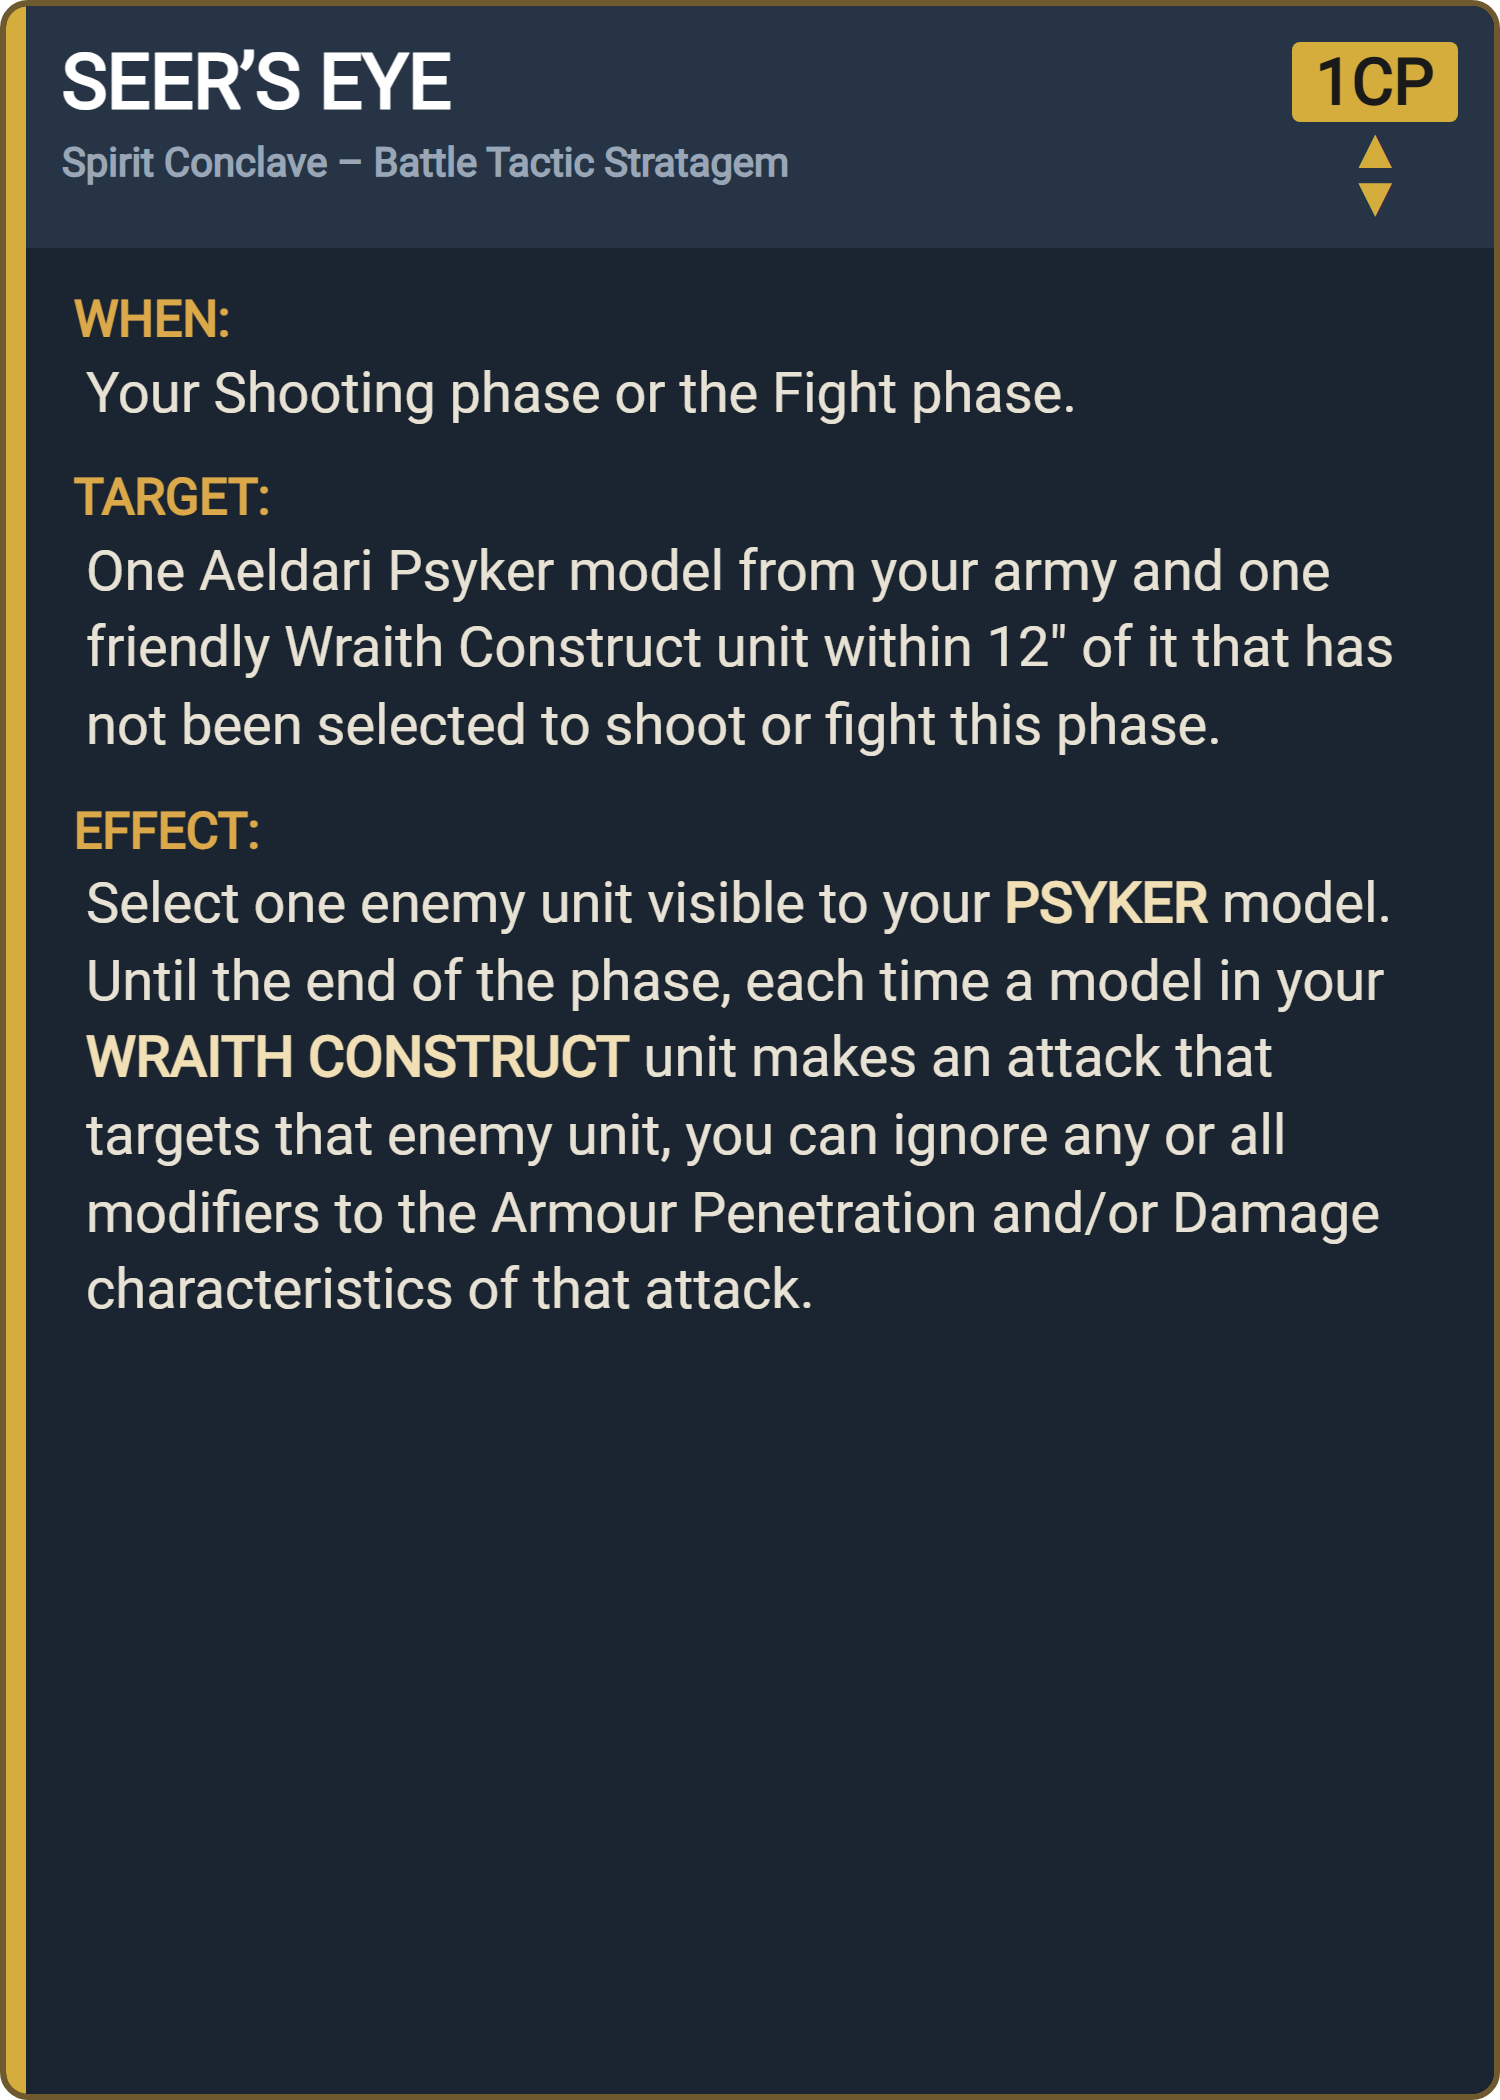 SEER’S EYE
1CP
Spirit Conclave – Battle Tactic Stratagem
▲
▼
WHEN:
Your Shooting phase or the Fight phase.
TARGET:
One Aeldari Psyker model from your army and one
friendly Wraith Construct unit within 12" of it that has
not been selected to shoot or fight this phase.
EFFECT:
Select one enemy unit visible to your PSYKER model.
Until the end of the phase, each time a model in your
WRAITH CONSTRUCT unit makes an attack that
targets that enemy unit, you can ignore any or all
modifiers to the Armour Penetration and/or Damage
characteristics of that attack.